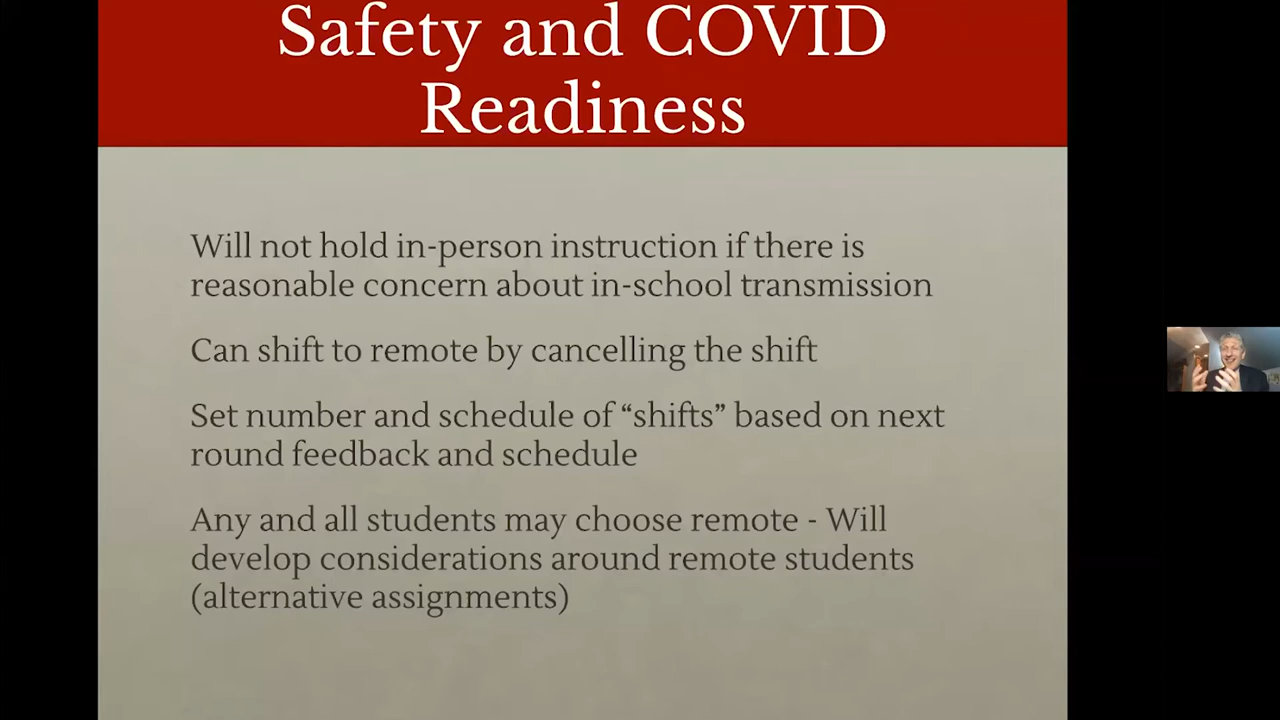 Safety and COVID
Readiness
Will not hold in-person instruction if there is
reasonable concern about in-school transmission
Can shift to remote by cancelling the shift
Set number and schedule of “shifts” based on next
round feedback and schedule
Any and all students may choose remote - Will
develop considerations around remote students
(alternative assignments)